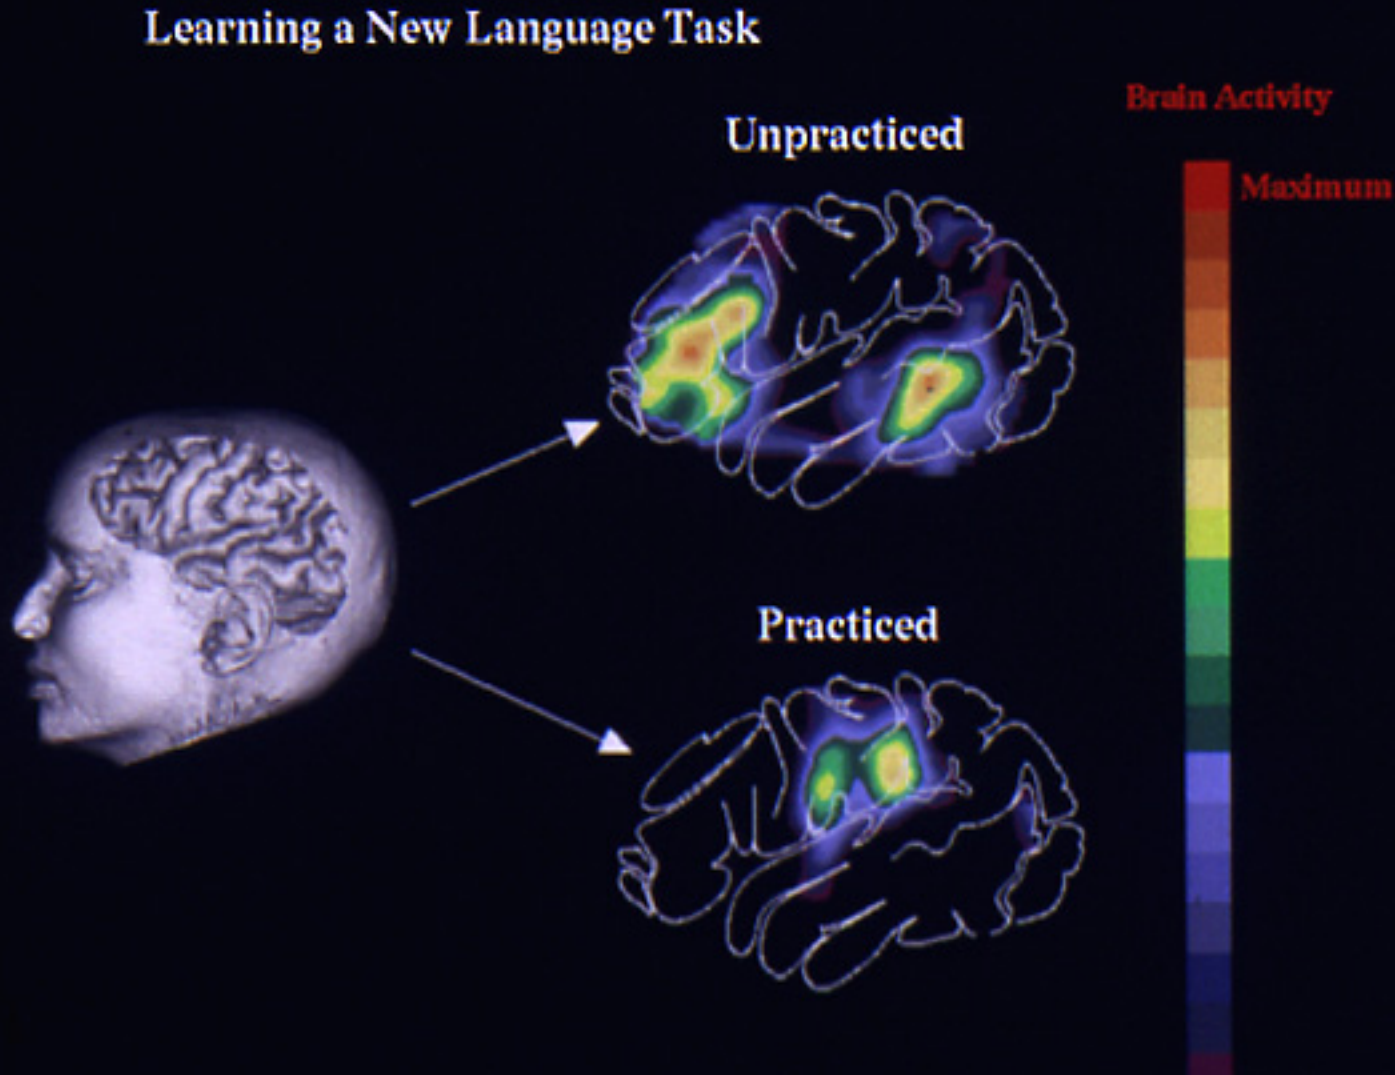 Learning a New Language Task
Brain Activity
Unpracticed
Maximum
Practiced